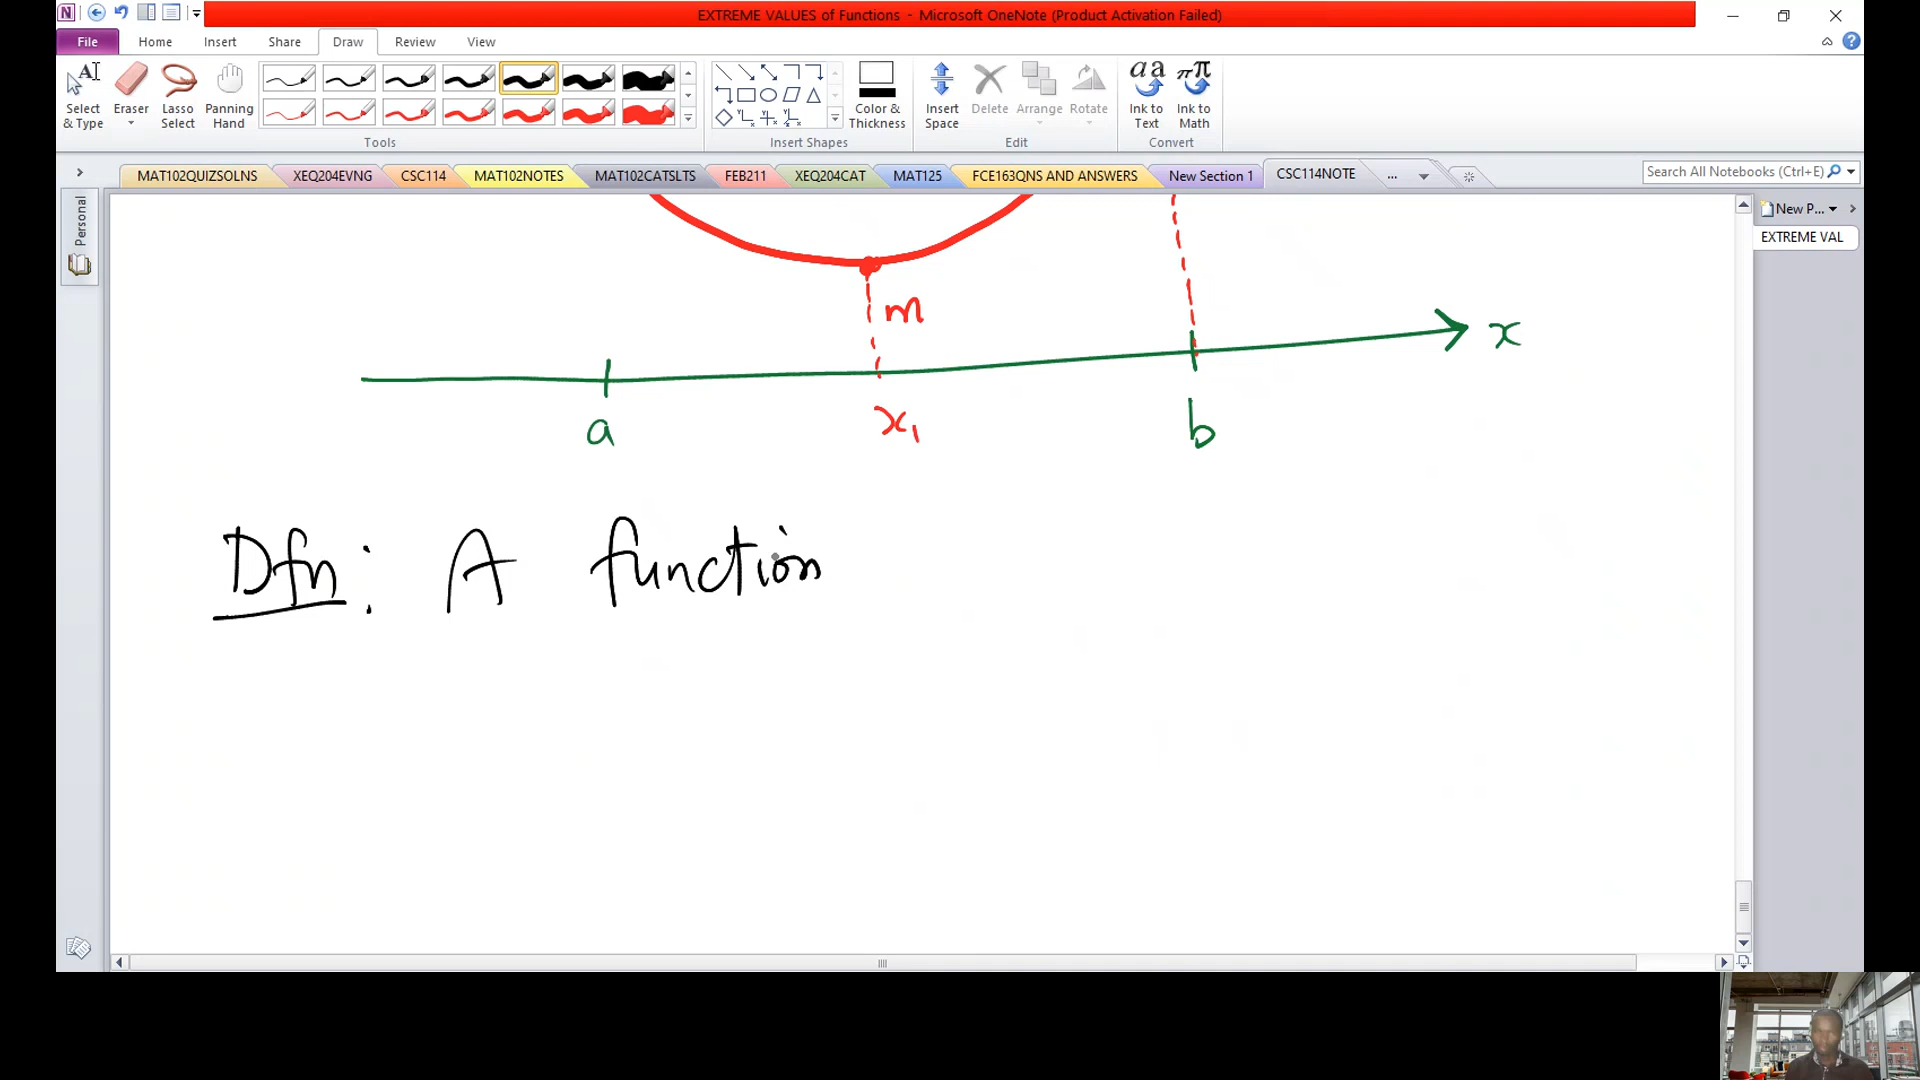 EXTREME VALUES of Functions - Microsoft OneNote (Product Activation Failed)
File Home Insert Share Draw Review View
Select & Type
Eraser
Lasso Select
Panning Hand
Color & Thickness
Insert Space
Delete
Arrange
Rotate
Ink to Text
Ink to Math
Tools
Insert Shapes
Edit
Convert
MAT102QUIZSOLNS XEQ204EVNG CSC114 MAT102NOTES MAT102CATSLTS FEB211 XEQ204CAT MAT125 FCE163QNS AND ANSWERS New Section 1 CSC114NOTE ...
Search All Notebooks (Ctrl+E)
Personal
New P...
EXTREME VAL
m
x
a
x₁
b
Dfn: A function